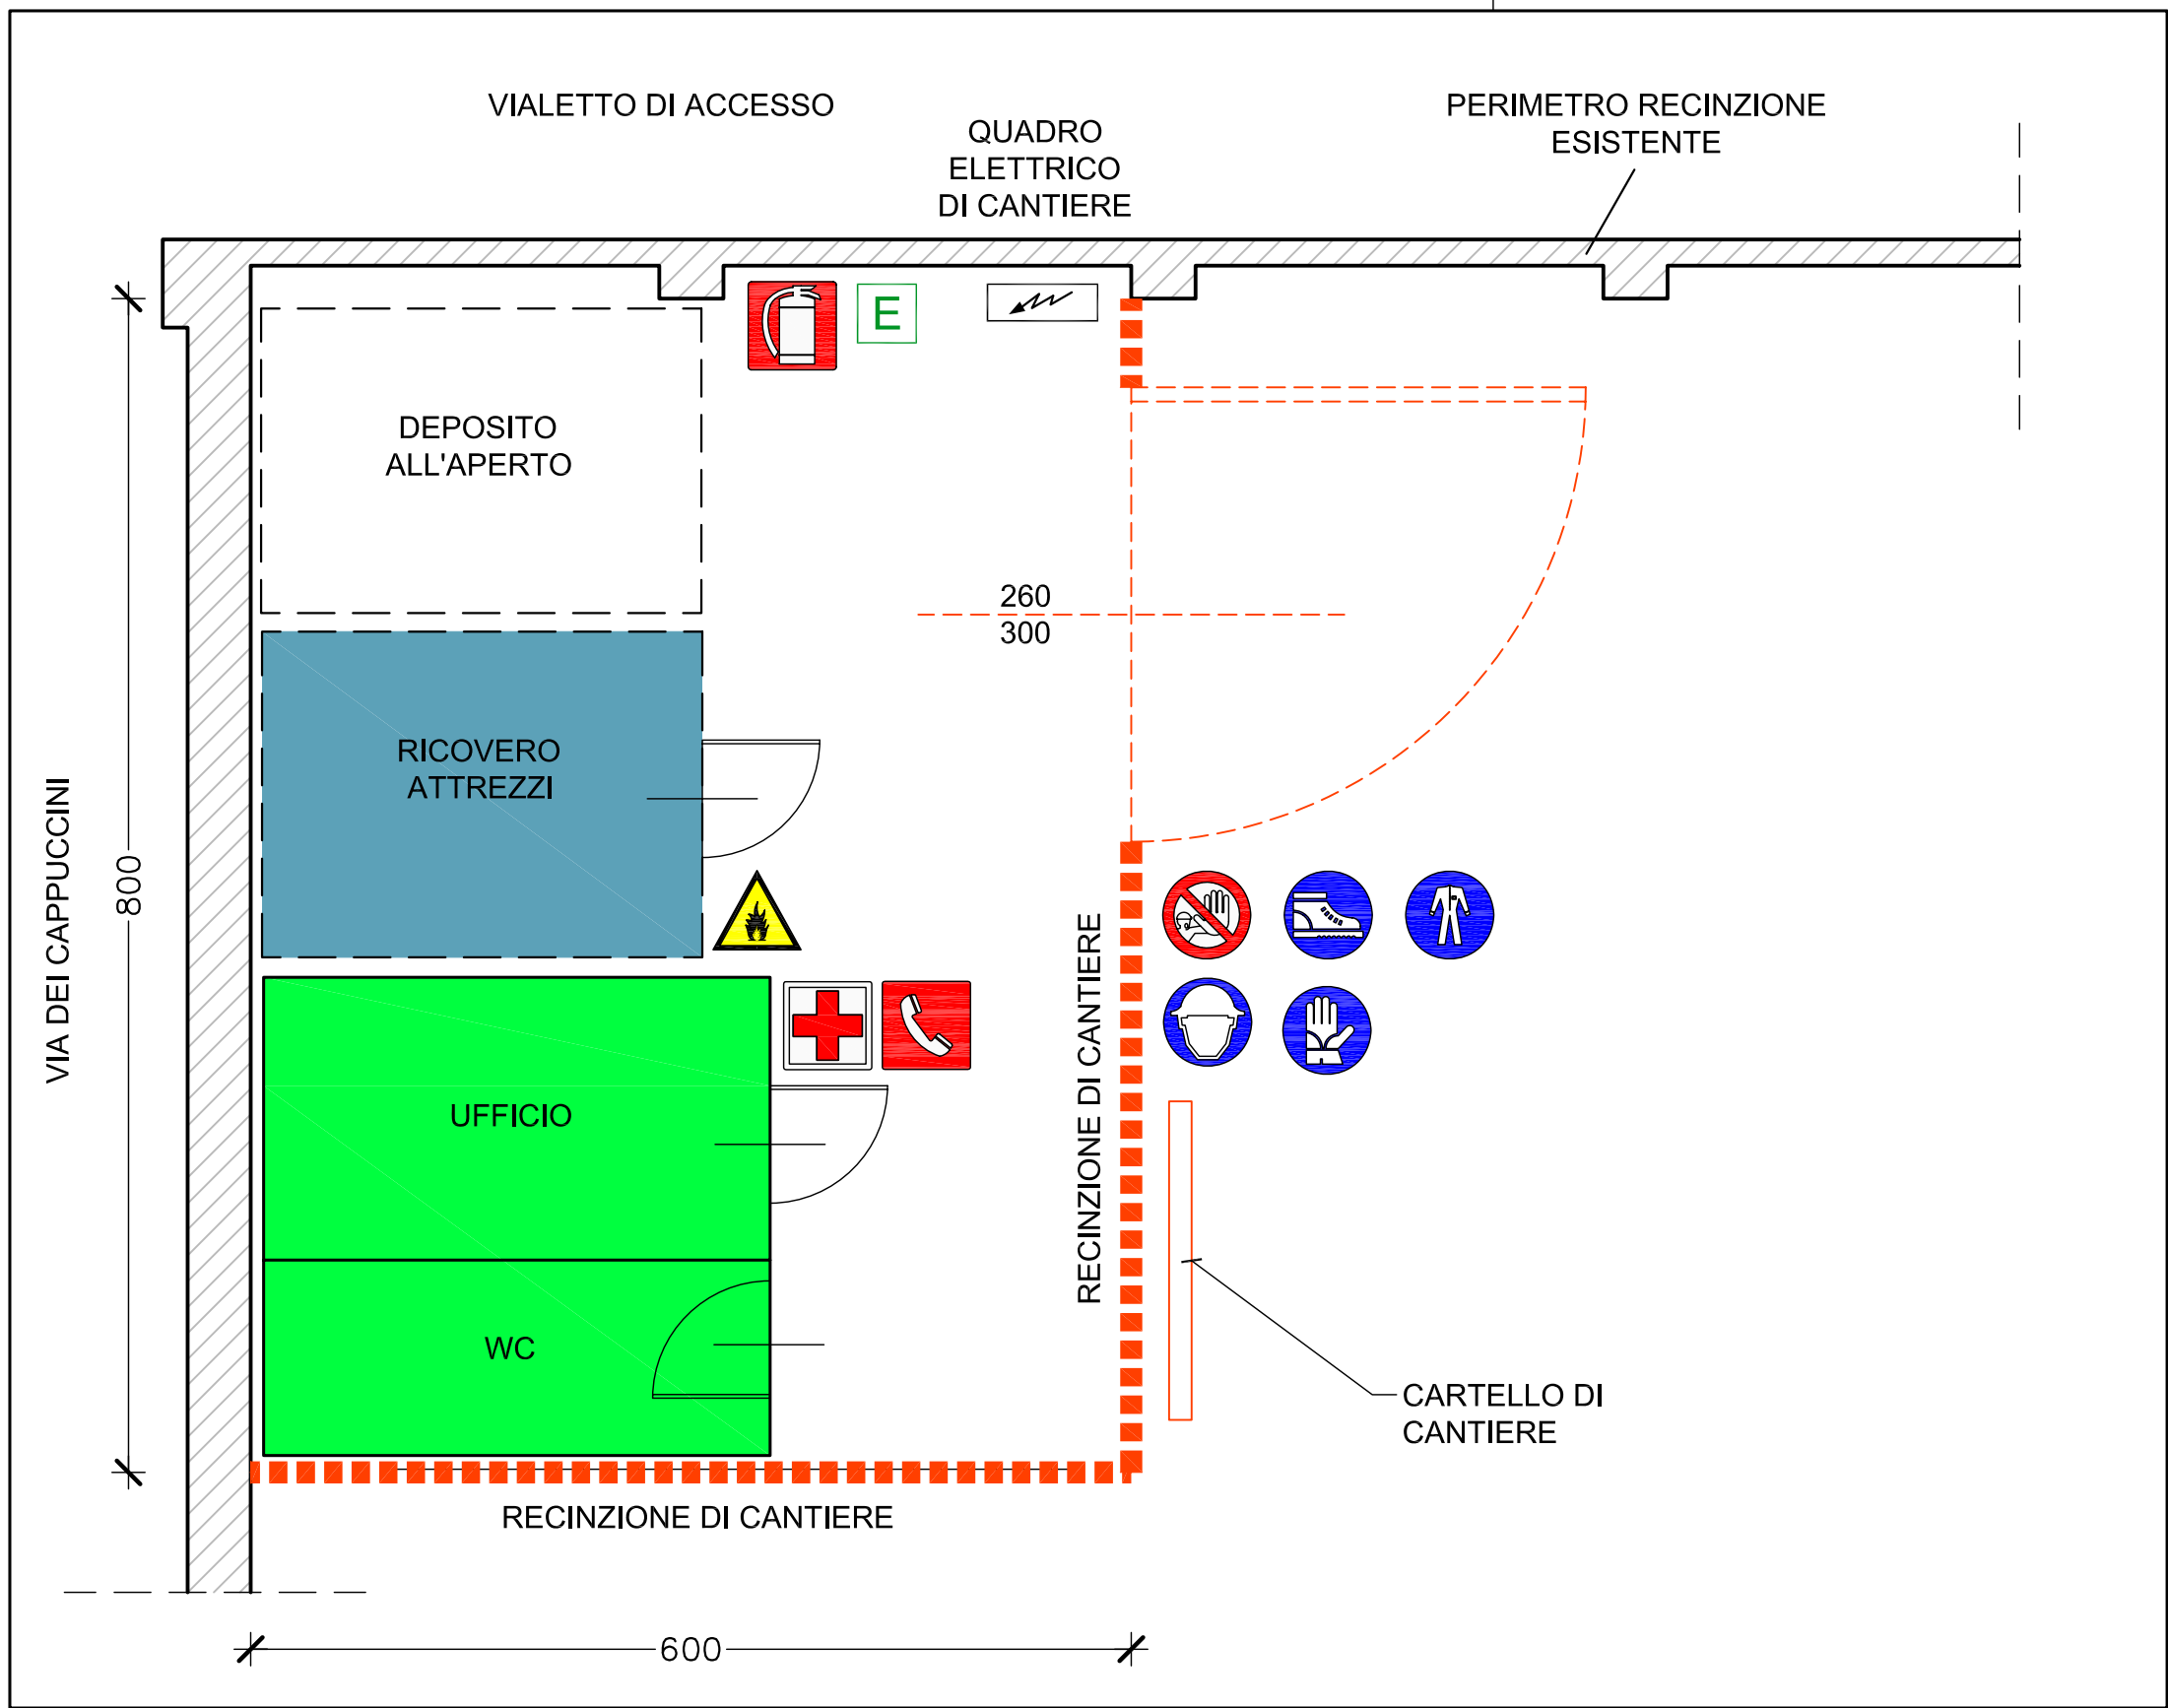 VIALETTO DI ACCESSO
QUADRO
ELETTRICO
DI CANTIERE
PERIMETRO RECINZIONE
ESISTENTE
E
DEPOSITO
ALL'APERTO
260
300
RICOVERO
ATTREZZI
VIA DEI CAPPUCCINI
800
RECINZIONE DI CANTIERE
UFFICIO
WC
CARTELLO DI
CANTIERE
RECINZIONE DI CANTIERE
600